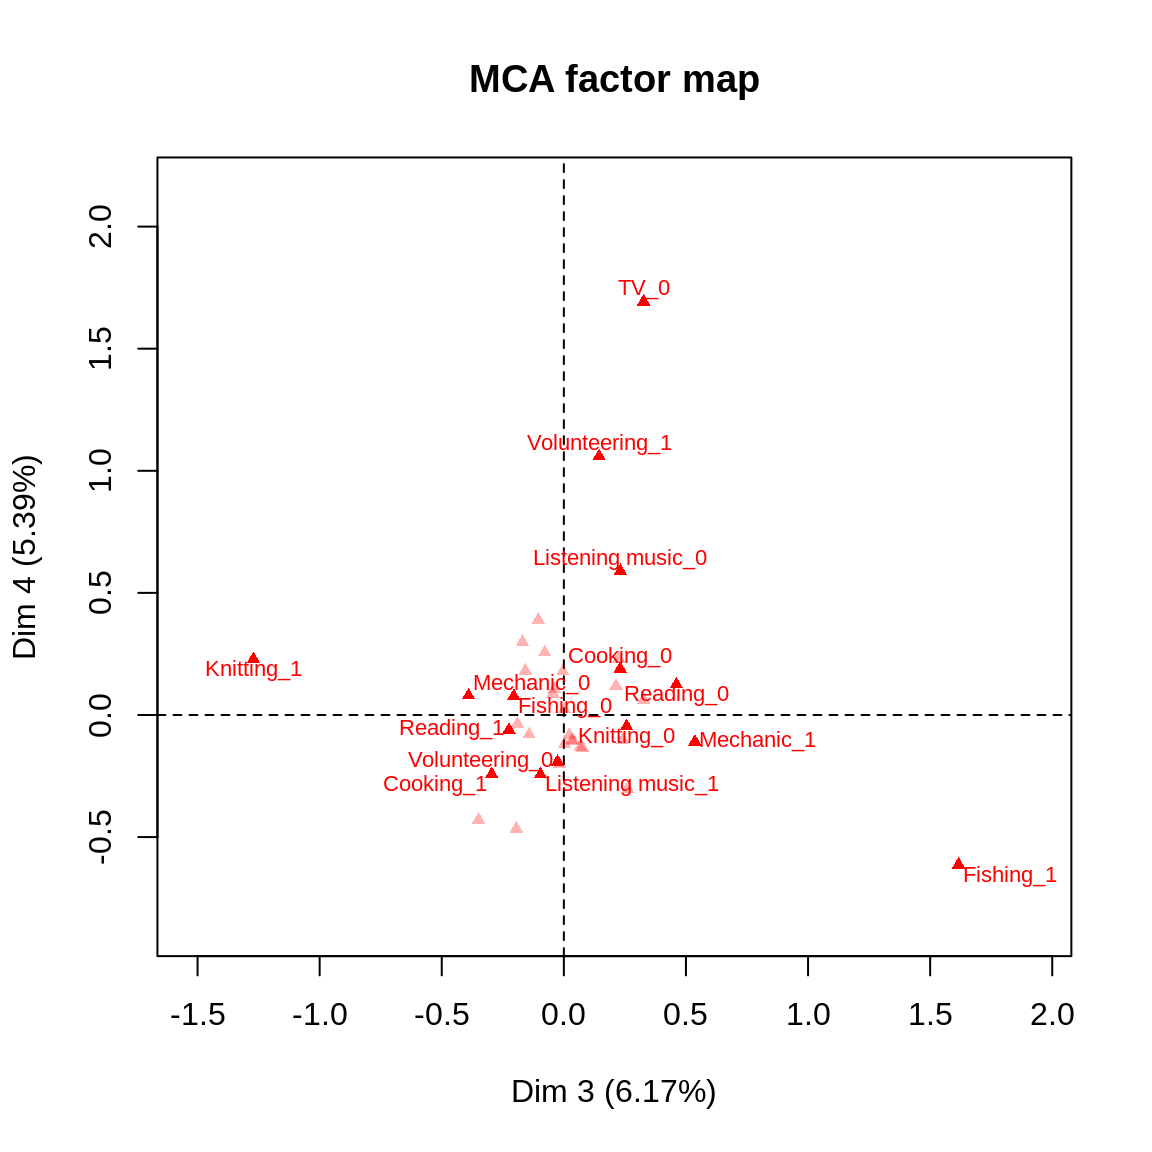 MCA factor map
2.0
1.5
1.0
0.5
0.0
-0.5
Dim 4 (5.39%)
TV_0
Volunteering_1
Listening music_0
Cooking_0
Knitting_1
Mechanic_0
Reading_0
Fishing_0
Reading_1
Knitting_0
Mechanic_1
Volunteering_0
Cooking_1
Listening music_1
Fishing_1
-1.5 -1.0 -0.5 0.0 0.5 1.0 1.5 2.0
Dim 3 (6.17%)